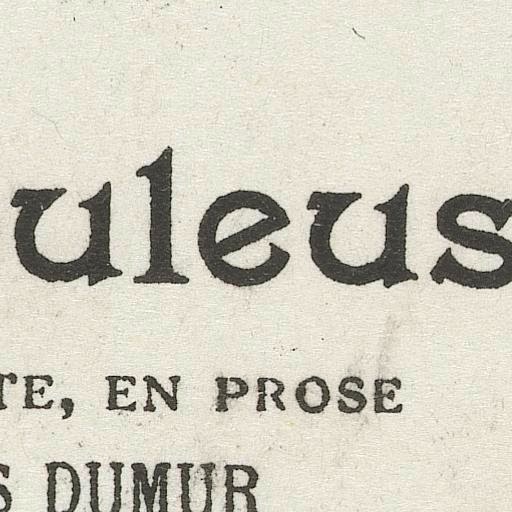 uleus
TE, EN PROSE
S DUMUR